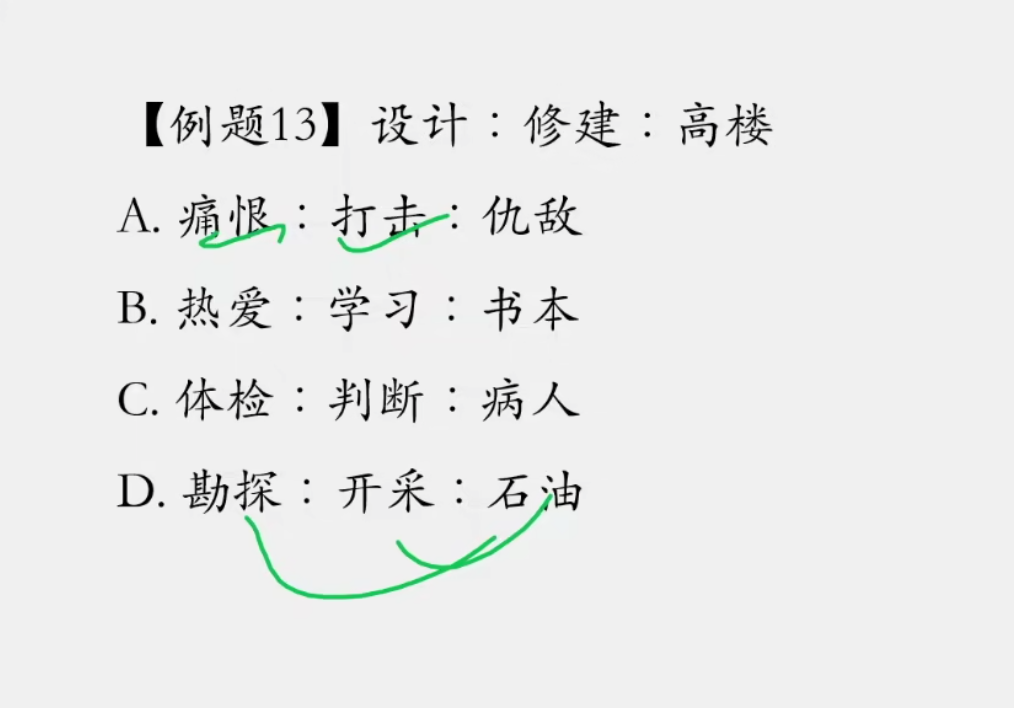 【例题13】设计：修建：高楼
A. 痛恨：打击：仇敌
B. 热爱：学习：书本
C. 体检：判断：病人
D. 勘探：开采：石油